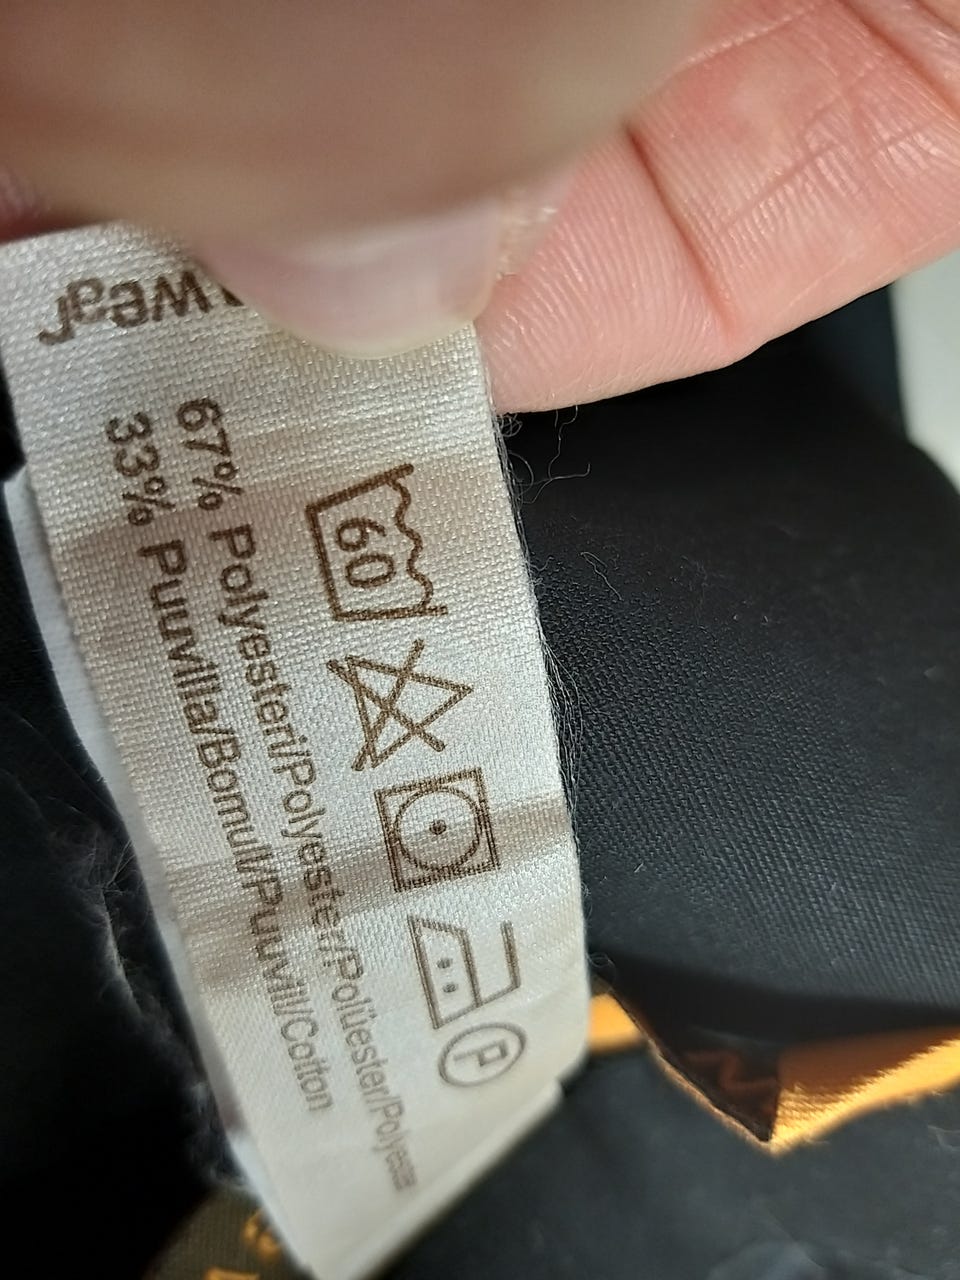 wear
60
P
67% Polyesteri/Polyester/Polüester/Polyester
33% Puuvilla/Bomull/Puuvill/Cotton